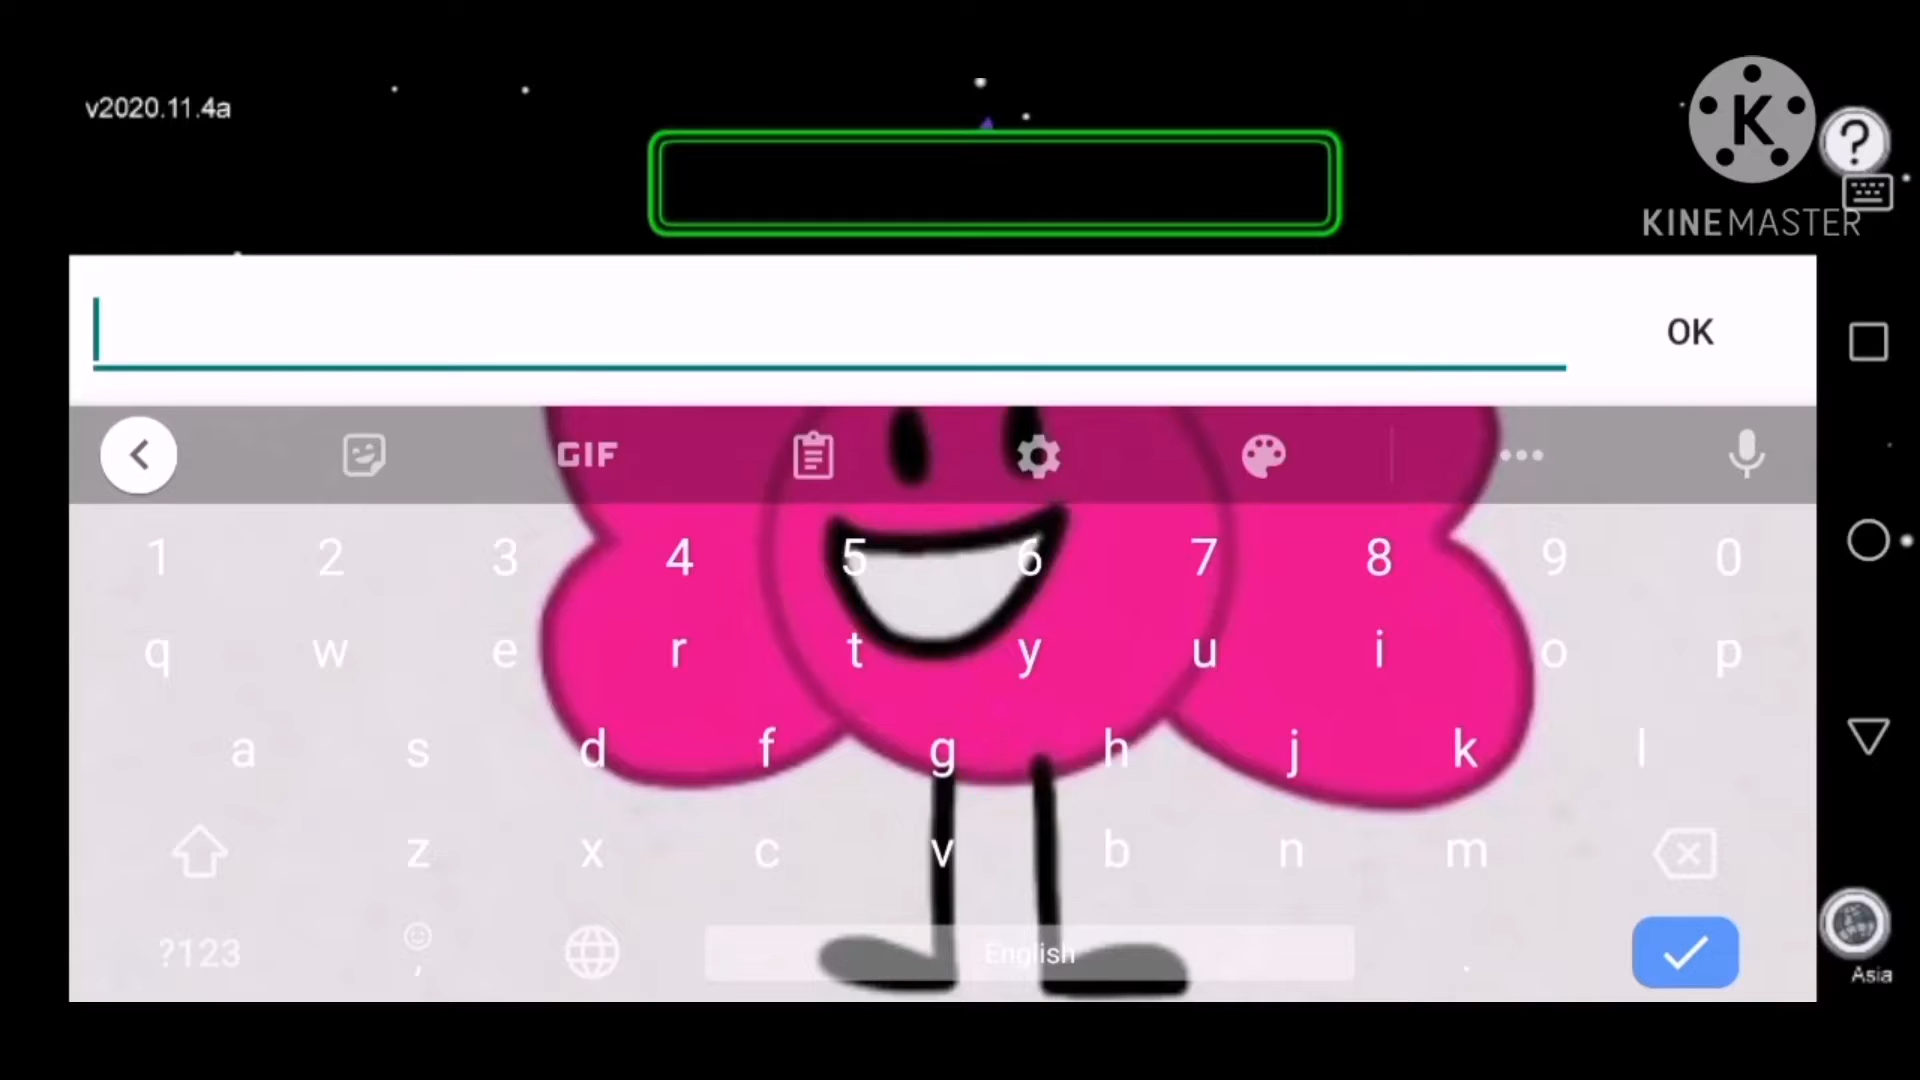 v2020.11.4a
K
KINEMASTER
?
OK
GIF
1 2 3 4 5 6 7 8 9 0
q w e r t y u i o p
a s d f g h j k l
z x c v b n m
?123 , English .
Asia